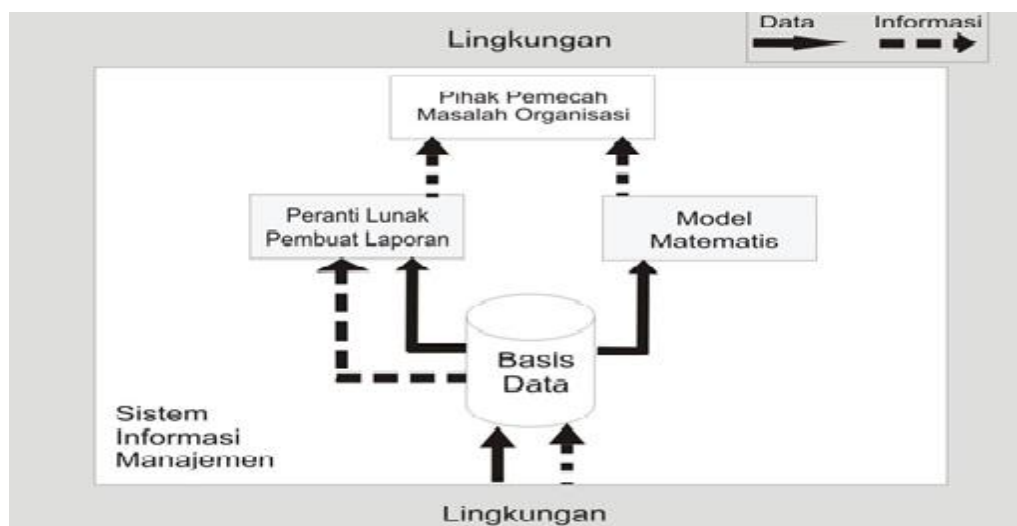 Data Informasi
Lingkungan
Pihak Pemecah
Masalah Organisasi
Peranti Lunak
Pembuat Laporan
Model
Matematis
Basis
Data
Sistem
Informasi
Manajemen
Lingkungan